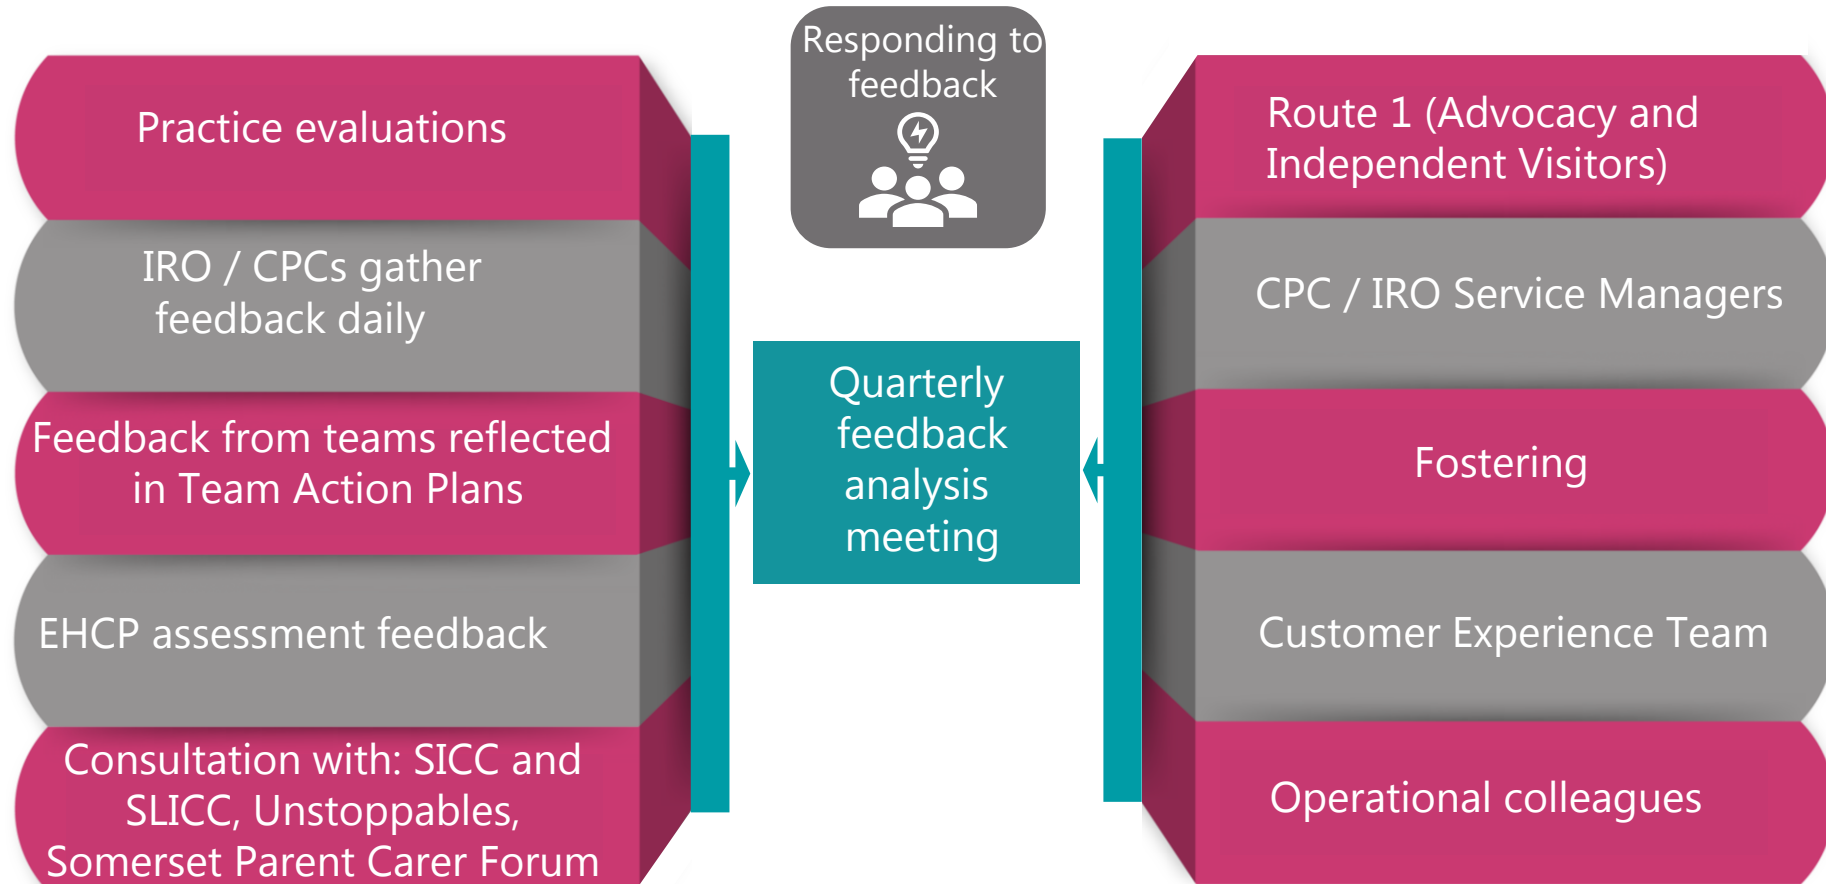 Responding to
feedback
Practice evaluations
IRO / CPCs gather
feedback daily
Feedback from teams reflected
in Team Action Plans
EHCP assessment feedback
Consultation with: SICC and
SLICC, Unstoppables,
Somerset Parent Carer Forum
Quarterly
feedback
analysis
meeting
Route 1 (Advocacy and
Independent Visitors)
CPC / IRO Service Managers
Fostering
Customer Experience Team
Operational colleagues